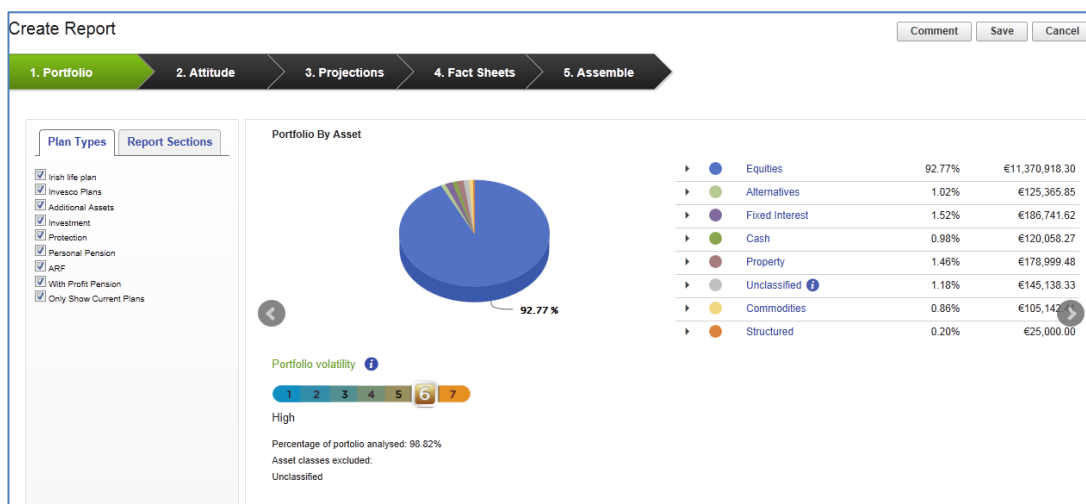 Create Report
Comment Save Cancel
1. Portfolio 2. Attitude 3. Projections 4. Fact Sheets 5. Assemble
Plan Types Report Sections
Irish life plan
Invesco Plans
Additional Assets
Investment
Protection
Personal Pension
ARF
With Profit Pension
Only Show Current Plans
Portfolio By Asset
92.77 %
Equities 92.77% €11,370,918.30
Alternatives 1.02% €125,365.85
Fixed Interest 1.52% €186,741.62
Cash 0.98% €120,058.27
Property 1.46% €178,999.48
Unclassified i 1.18% €145,138.33
Commodities 0.86%
Structured 0.20% €25,000.00
Portfolio volatility i
1 2 3 4 5 6 7
High
Percentage of portolio analysed: 98.82%
Asset classes excluded:
Unclassified